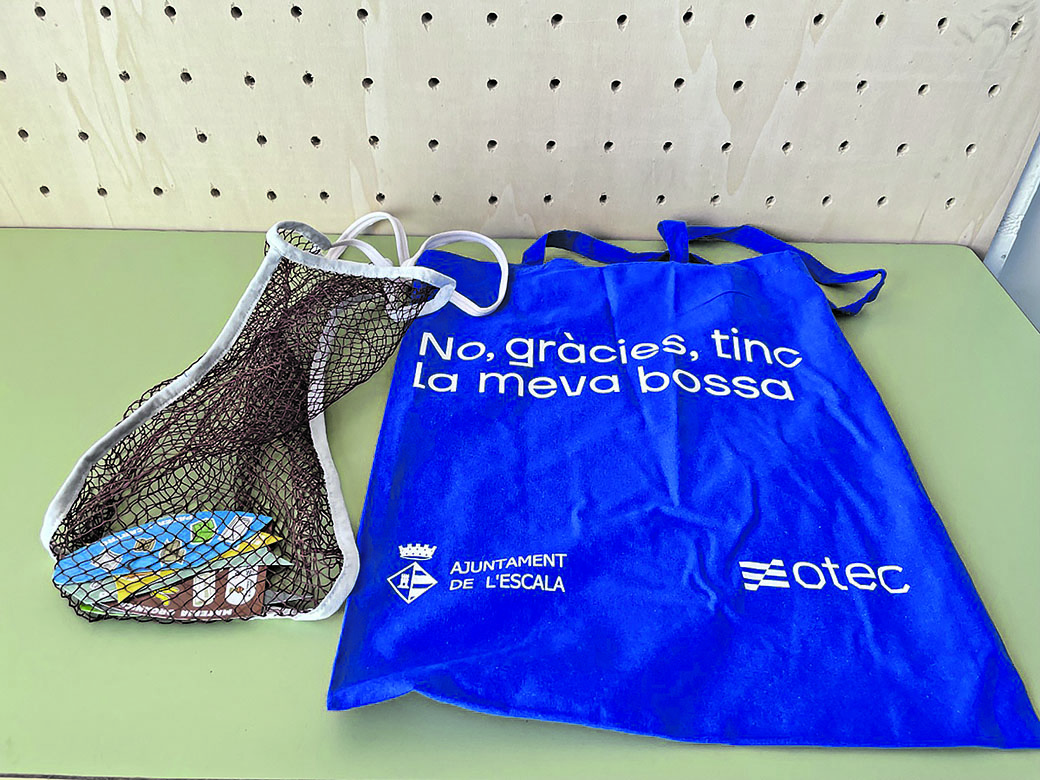 No, gràcies, tinc
la meva bossa
AJUNTAMENT
DE L'ESCALA
otec